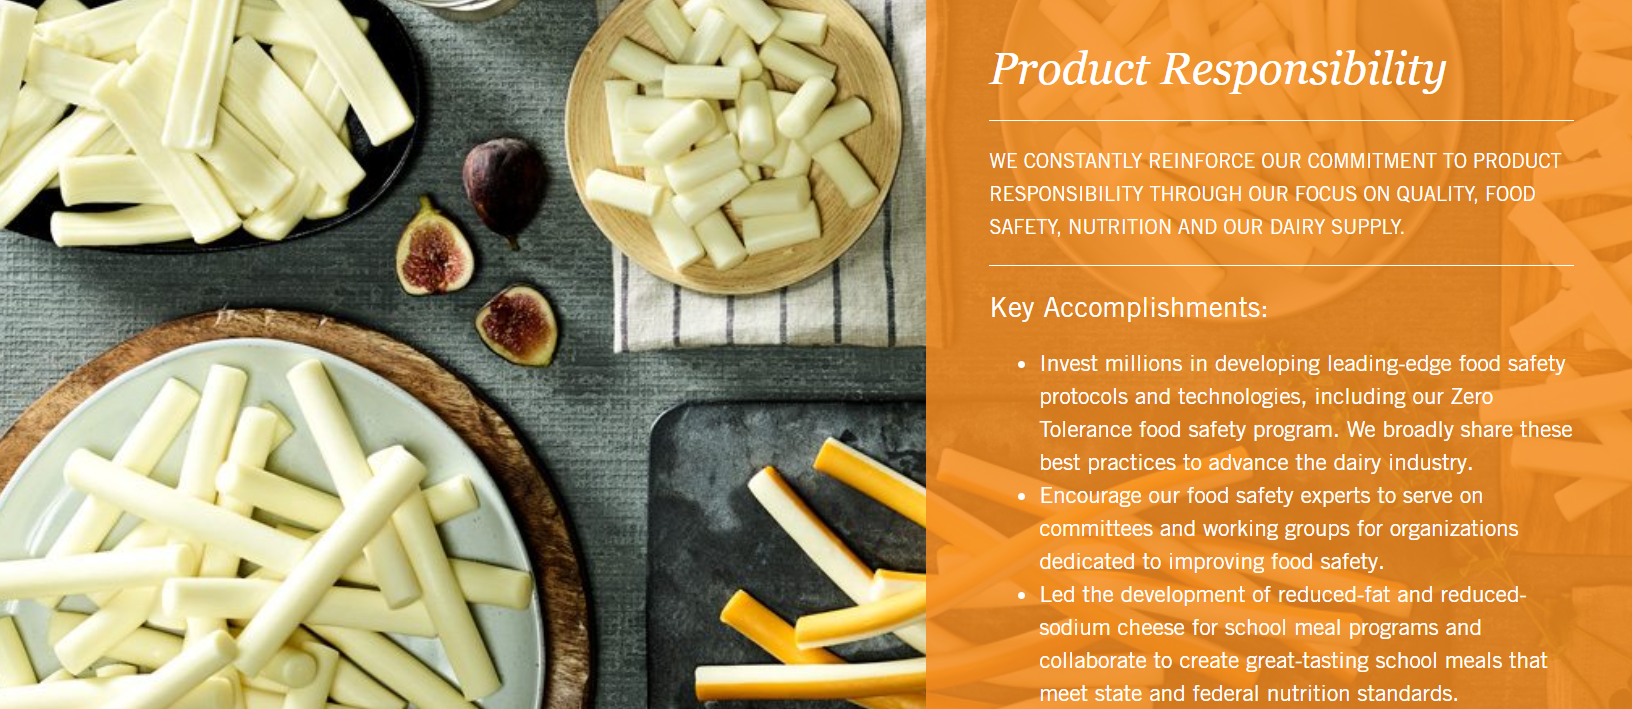 Product Responsibility
WE CONSTANTLY REINFORCE OUR COMMITMENT TO PRODUCT
RESPONSIBILITY THROUGH OUR FOCUS ON QUALITY, FOOD
SAFETY, NUTRITION AND OUR DAIRY SUPPLY.
Key Accomplishments:
• Invest millions in developing leading-edge food safety
protocols and technologies, including our Zero
Tolerance food safety program. We broadly share these
best practices to advance the dairy industry.
• Encourage our food safety experts to serve on
committees and working groups for organizations
dedicated to improving food safety.
• Led the development of reduced-fat and reduced-
sodium cheese for school meal programs and
collaborate to create great-tasting school meals that
meet state and federal nutrition standards.